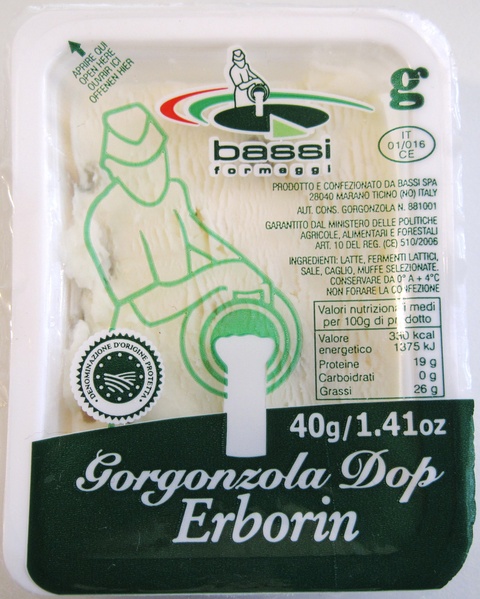 APRIRE QUI
OPEN HERE
OUVRIR ICI
OFFENEN HIER
g
bassi
formaggi
IT
01/016
CE
PRODOTTO E CONFEZIONATO DA BASSI SPA
28040 MARANO TICINO (NO) ITALY
AUT. CONS. GORGONZOLA N. 881001
GARANTITO DAL MINISTERO DELLE POLITICHE
AGRICOLE, ALIMENTARI E FORESTALI
ART. 10 DEL REG. (CE) 510/2006
INGREDIENTI: LATTE, FERMENTI LATTICI,
SALE, CAGLIO, MUFFE SELEZIONATE.
CONSERVARE DA 0° A + 4°C
NON FORARE LA CONFEZIONE
Valori nutrizionali medi
per 100g di prodotto
Valore 330 kcal
energetico 1375 kJ
Proteine 19 g
Carboidrati 0 g
Grassi 26 g
DENOMINAZIONE D'ORIGINE PROTETTA
40g/1.41oz
Gorgonzola Dop
Erborin